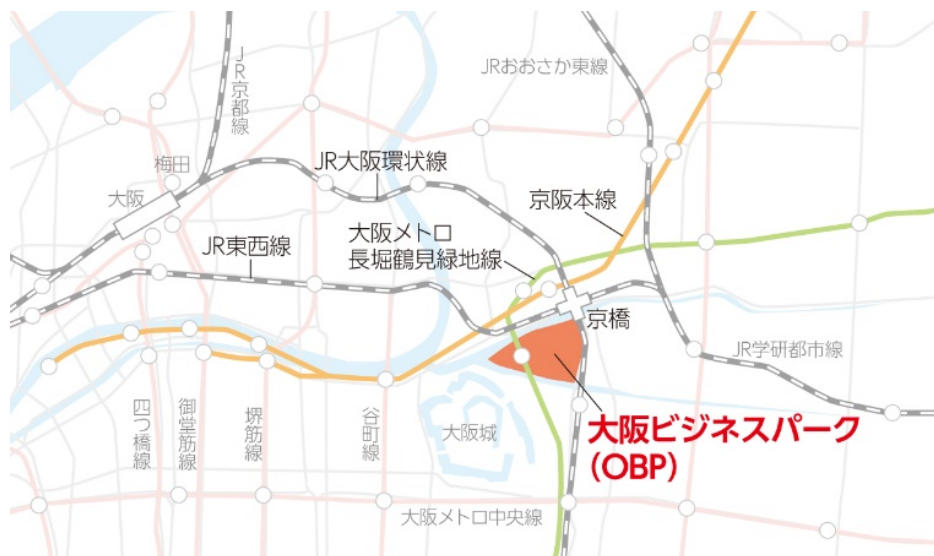 JR京都線
JRおおさか東線
梅田
大阪
JR大阪環状線
京阪本線
大阪メトロ
長堀鶴見緑地線
JR東西線
京橋
JR学研都市線
四つ橋線
御堂筋線
堺筋線
谷町線
大阪城
大阪ビジネスパーク
(OBP)
大阪メトロ中央線